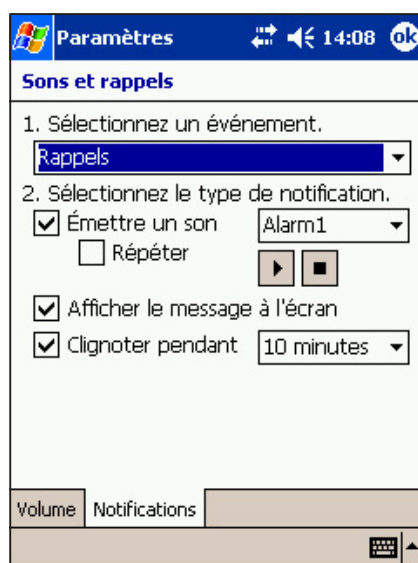 Paramètres 14:08 ok
Sons et rappels
1. Sélectionnez un événement.
Rappels
2. Sélectionnez le type de notification.
Émettre un son Alarm1
Répéter
Afficher le message à l'écran
Clignoter pendant 10 minutes
Volume Notifications